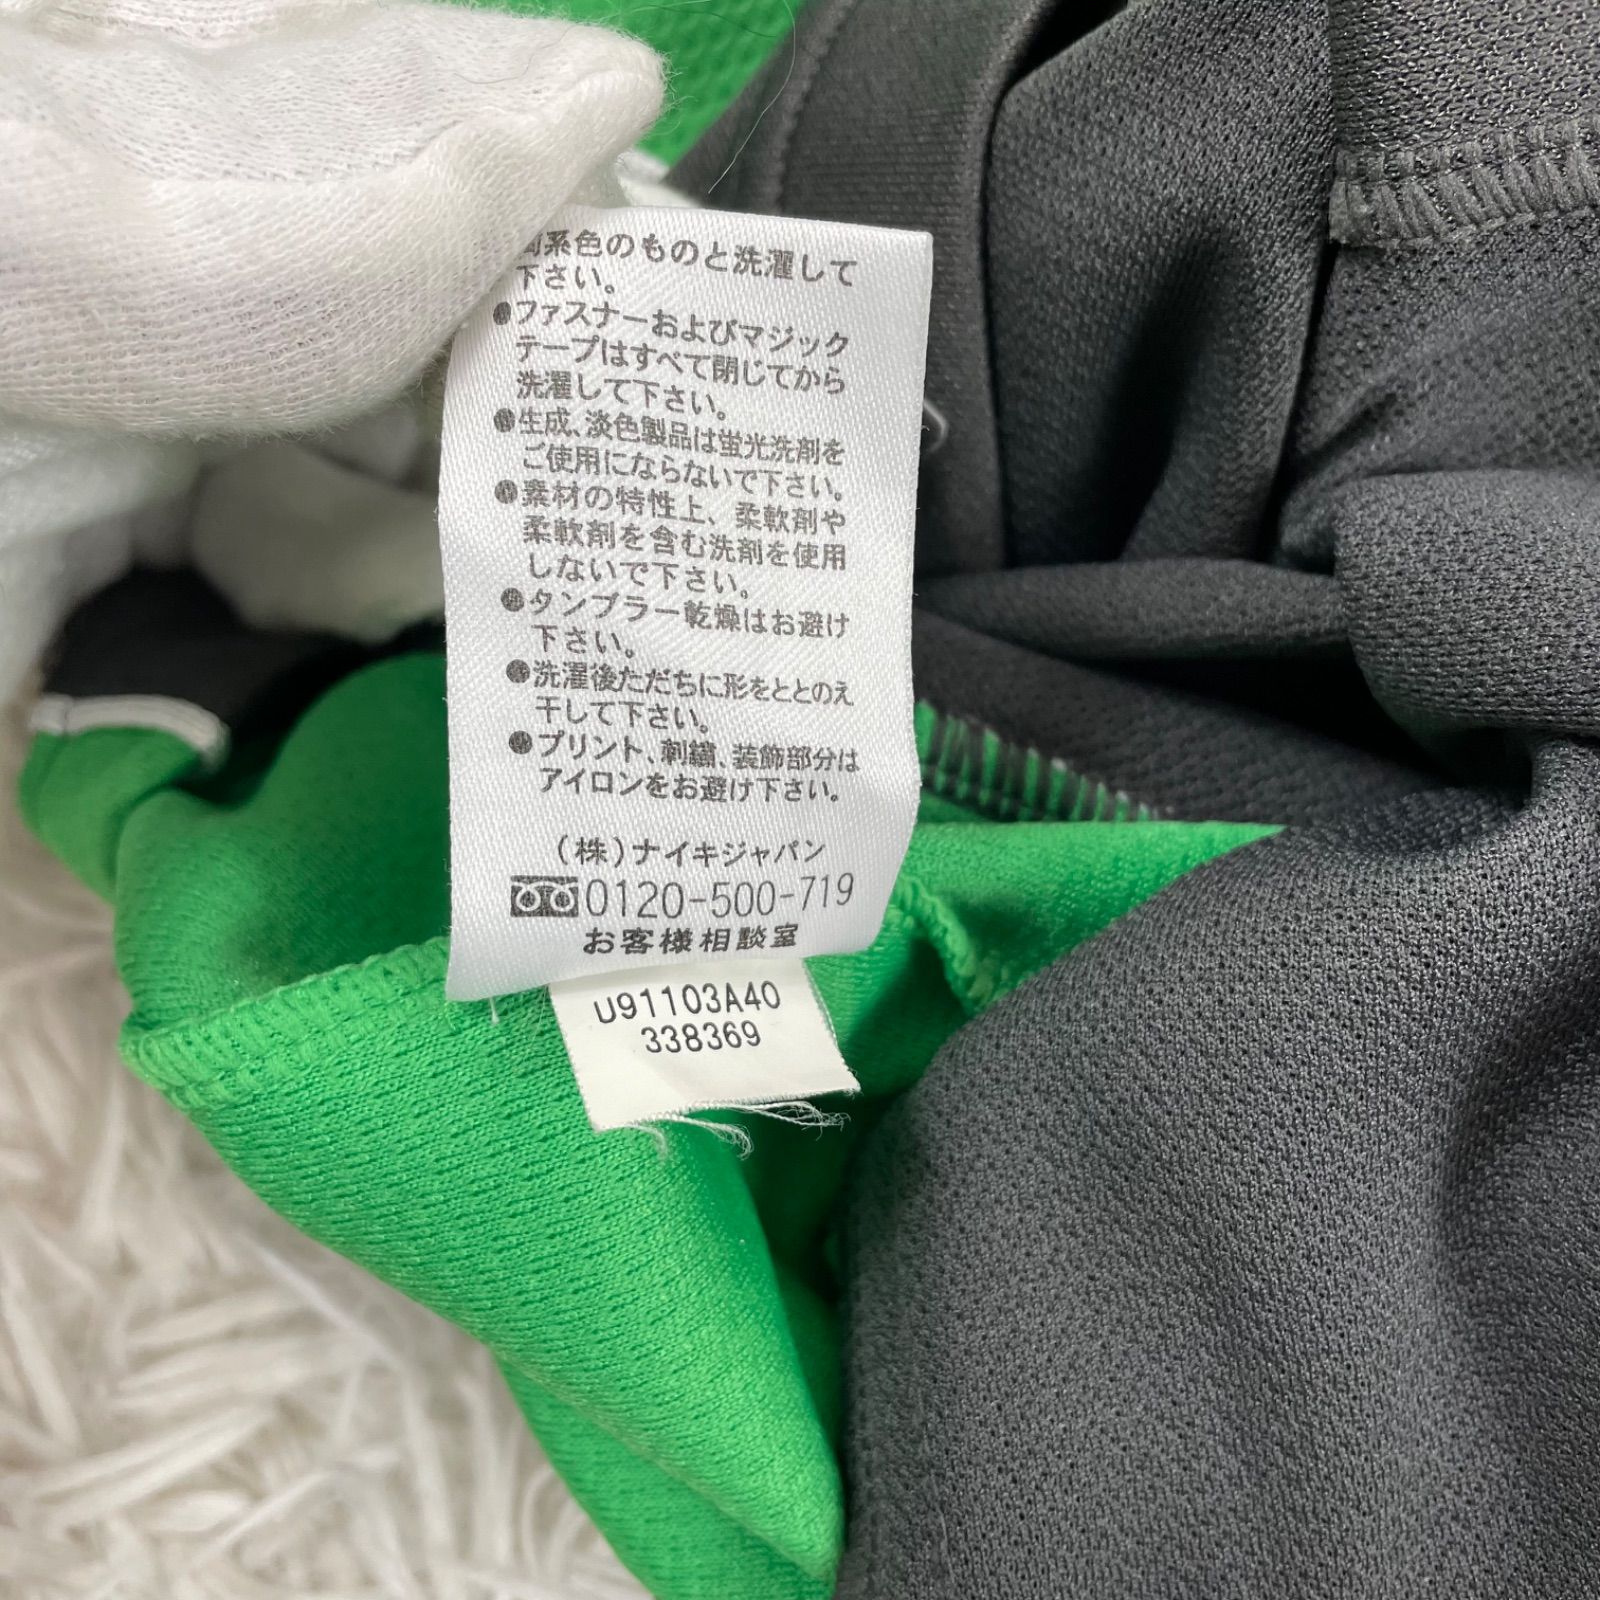 系色のものと洗濯して
下さい。
●ファスナーおよびマジック
テープはすべて閉じてから
洗濯して下さい。
●生成、淡色製品は蛍光洗剤を
ご使用にならないで下さい。
●素材の特性上、柔軟剤や
柔軟剤を含む洗剤を使用
しないで下さい。
●タンブラー乾燥はお避け
下さい。
●洗濯後ただちに形をととのえ
干して下さい。
●プリント、刺繍、装飾部分は
アイロンをお避け下さい。
(株)ナイキジャパン
0120-500-719
お客様相談室
U91103A40
338369